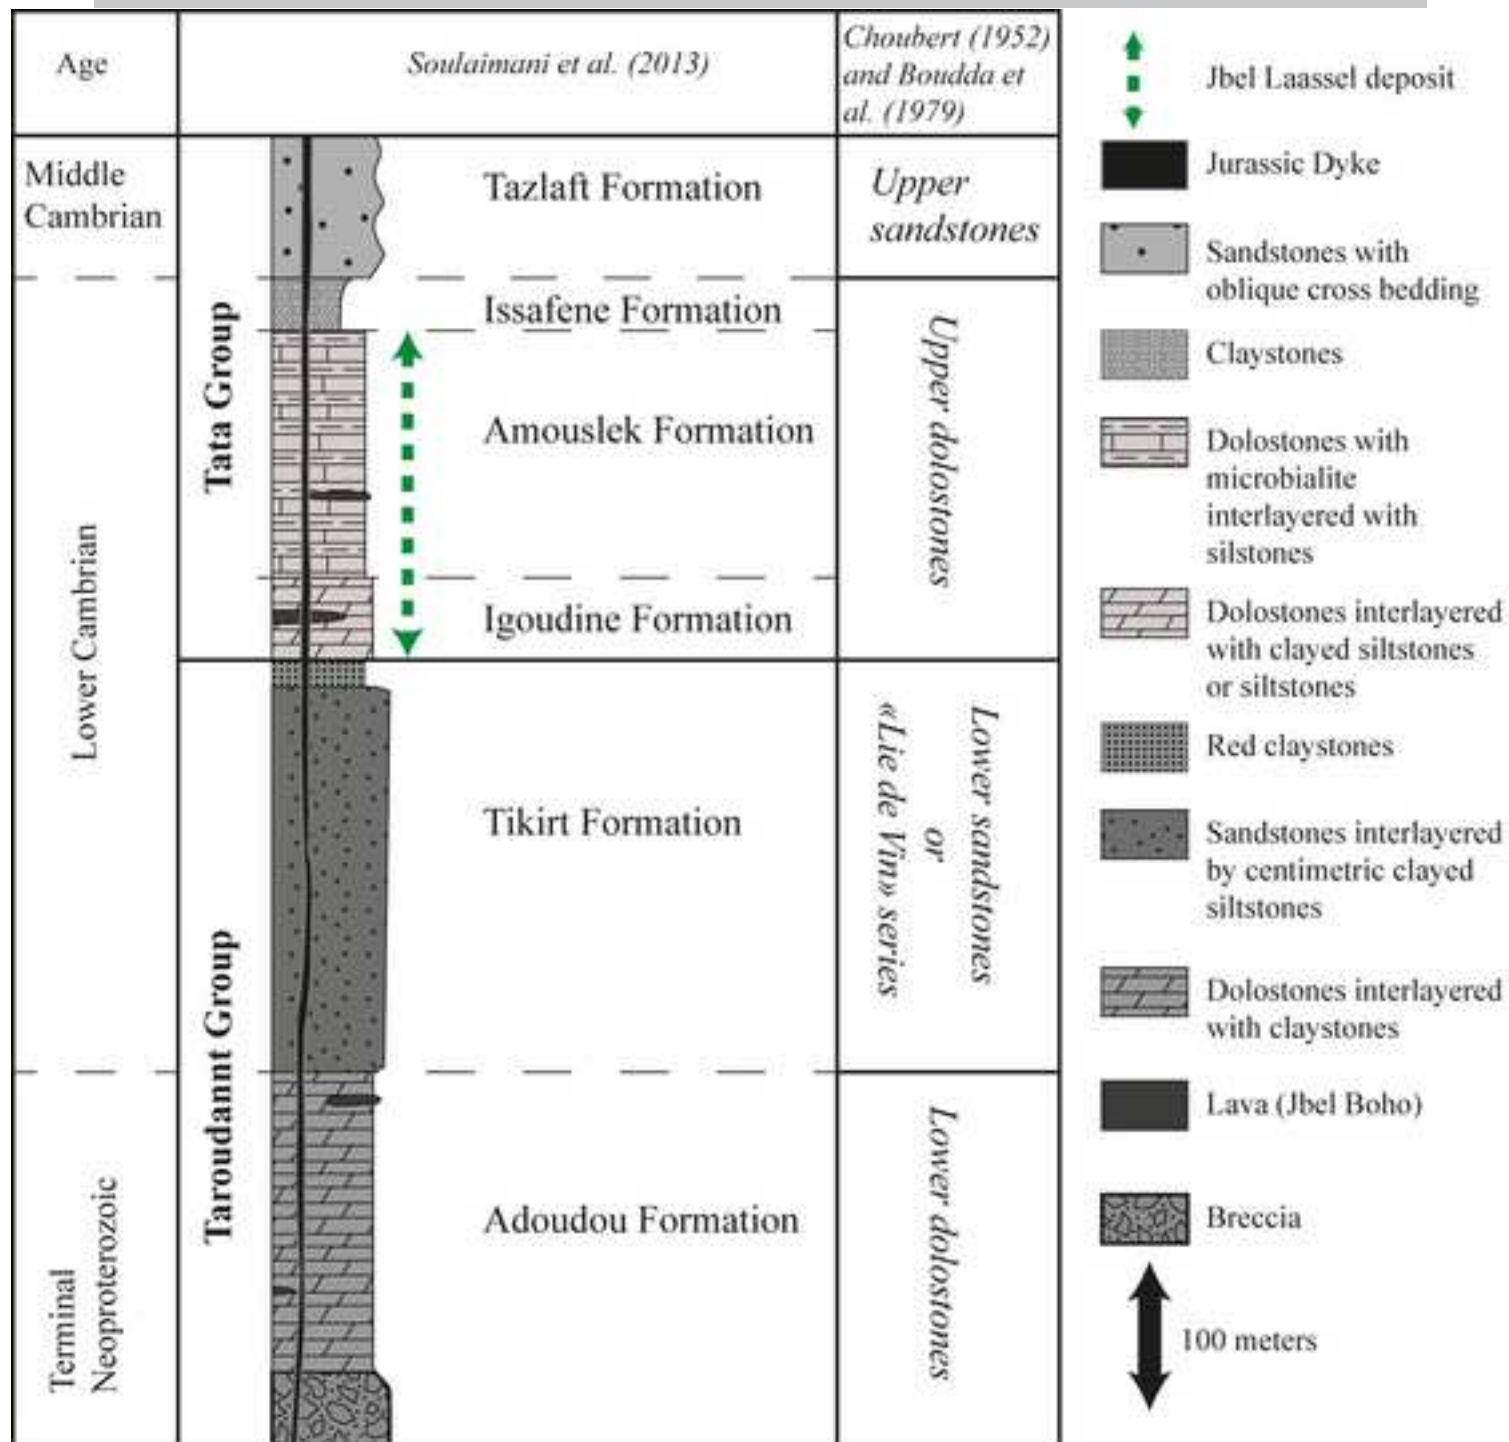 Age
Soulaimani et al. (2013)
Choubert (1952)
and Boudda et
al. (1979)
Middle
Cambrian
Lower Cambrian
Terminal
Neoproterozoic
Tata Group
Taroudannt Group
Tazlaft Formation
Issafene Formation
Amouslek Formation
Igoudine Formation
Tikirt Formation
Adoudou Formation
Upper
sandstones
Upper dolostones
Lower sandstones
or
«Lie de Vin» series
Lower dolostones
Jbel Laassel deposit
Jurassic Dyke
Sandstones with
oblique cross bedding
Claystones
Dolostones with
microbialite
interlayered with
silstones
Dolostones interlayered
with clayed siltstones
or siltstones
Red claystones
Sandstones interlayered
by centimetric clayed
siltstones
Dolostones interlayered
with claystones
Lava (Jbel Boho)
Breccia
100 meters